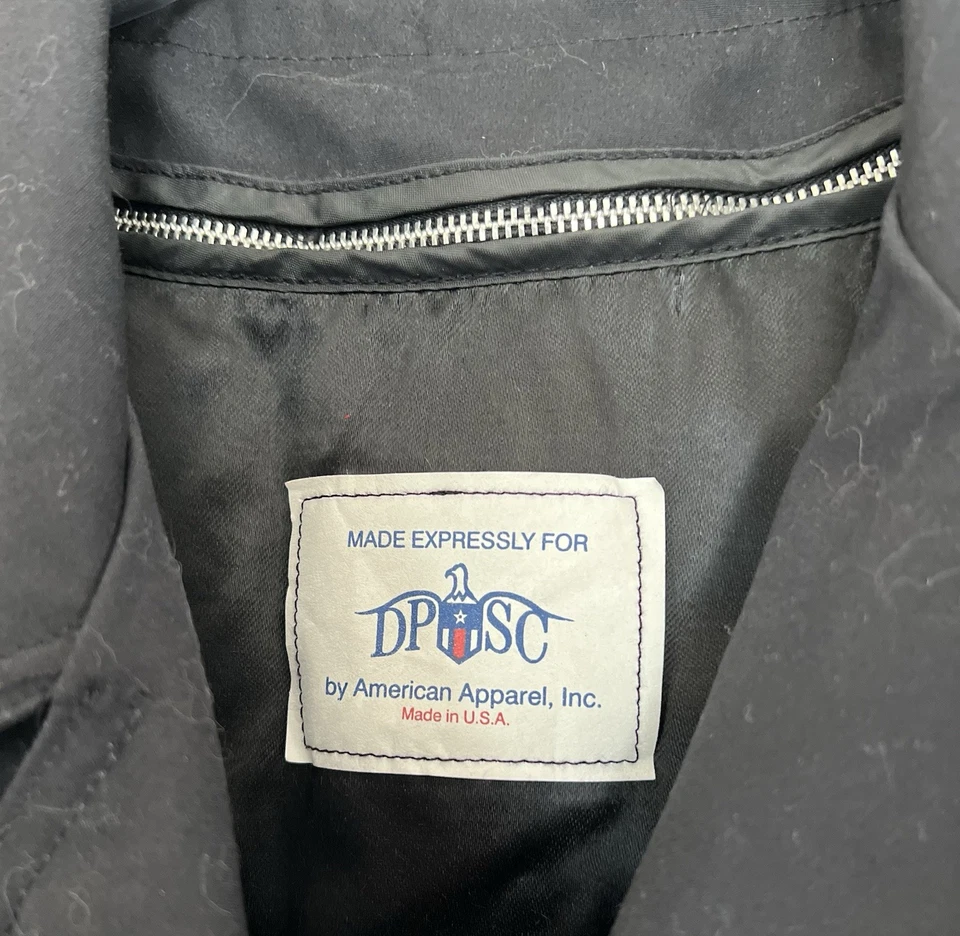 MADE EXPRESSLY FOR
DPSC
by American Apparel, Inc.
Made in U.S.A.